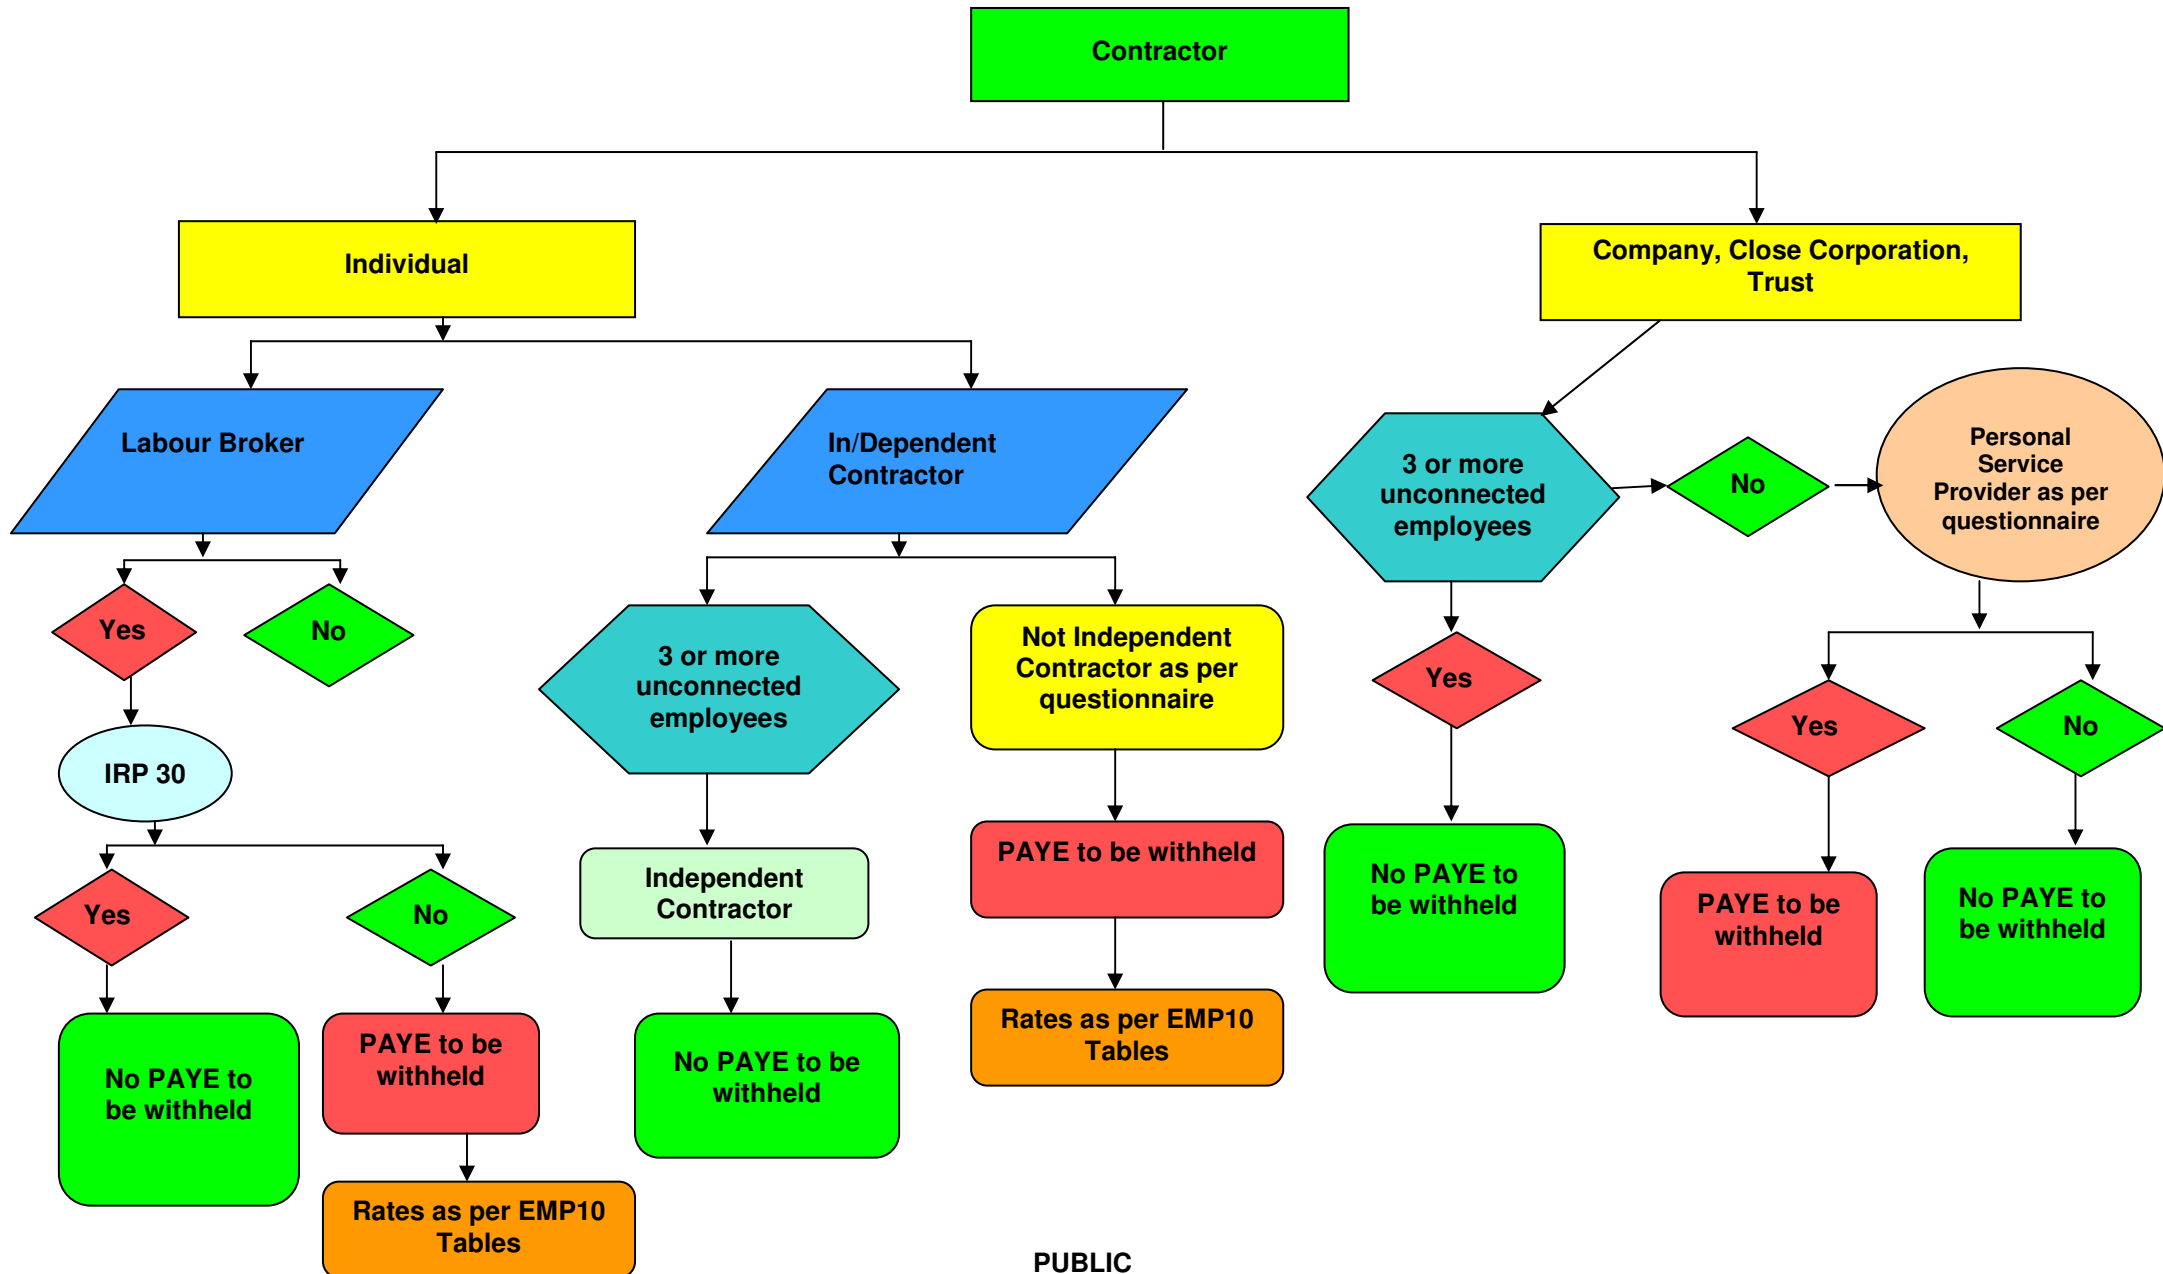 Contractor
Individual
Company, Close Corporation,
Trust
Labour Broker
In/Dependent
Contractor
3 or more
unconnected
employees
No
Personal
Service
Provider as per
questionnaire
Yes
No
3 or more
unconnected
employees
Not Independent
Contractor as per
questionnaire
Yes
Yes
No
IRP 30
Independent
Contractor
PAYE to be withheld
No PAYE to
be withheld
PAYE to be
withheld
No PAYE to
be withheld
Yes
No
No PAYE to
be withheld
PAYE to be
withheld
No PAYE to be
withheld
Rates as per EMP10
Tables
Rates as per EMP10
Tables
PUBLIC